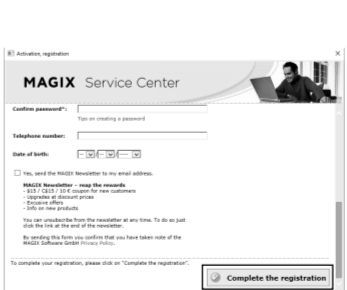 Activation, registration
MAGIX Service Center
Confirm password*:
Tips on creating a password
Telephone number:
Date of birth:
Yes, send the MAGIX Newsletter to my email address.
MAGIX Newsletter – reap the rewards
- $15 / C$15 / 10 € coupon for new customers
- Upgrades at discount prices
- Excusive offers
- Info on new products
You can unsubscribe from the newsletter at any time. To do so just
click the link at the end of the newsletter.
By sending this form you confirm that you have taken note of the
MAGIX Software GmbH Privacy Policy.
To complete your registration, please click on "Complete the registration".
Complete the registration